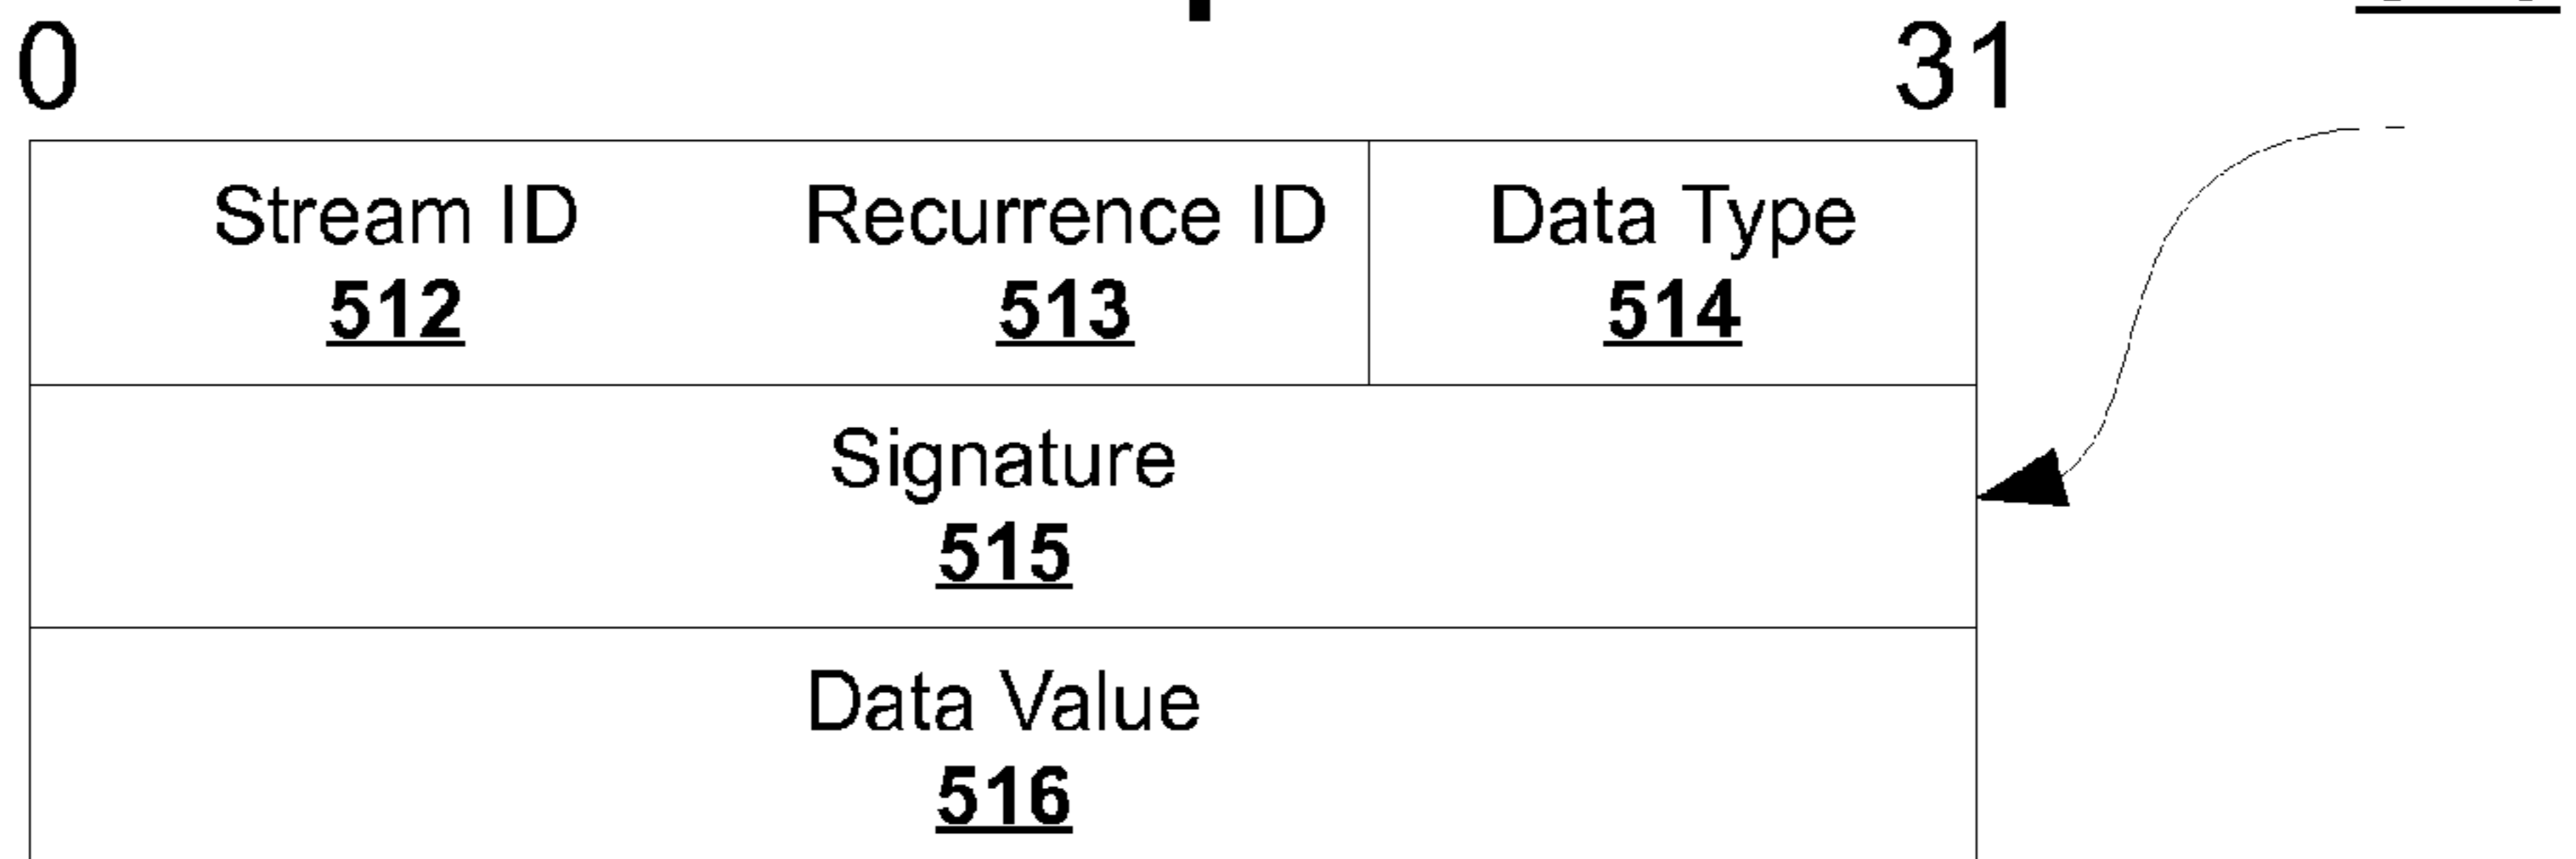 0 31
Stream ID Recurrence ID Data Type
512 513 514
Signature
515
Data Value
516